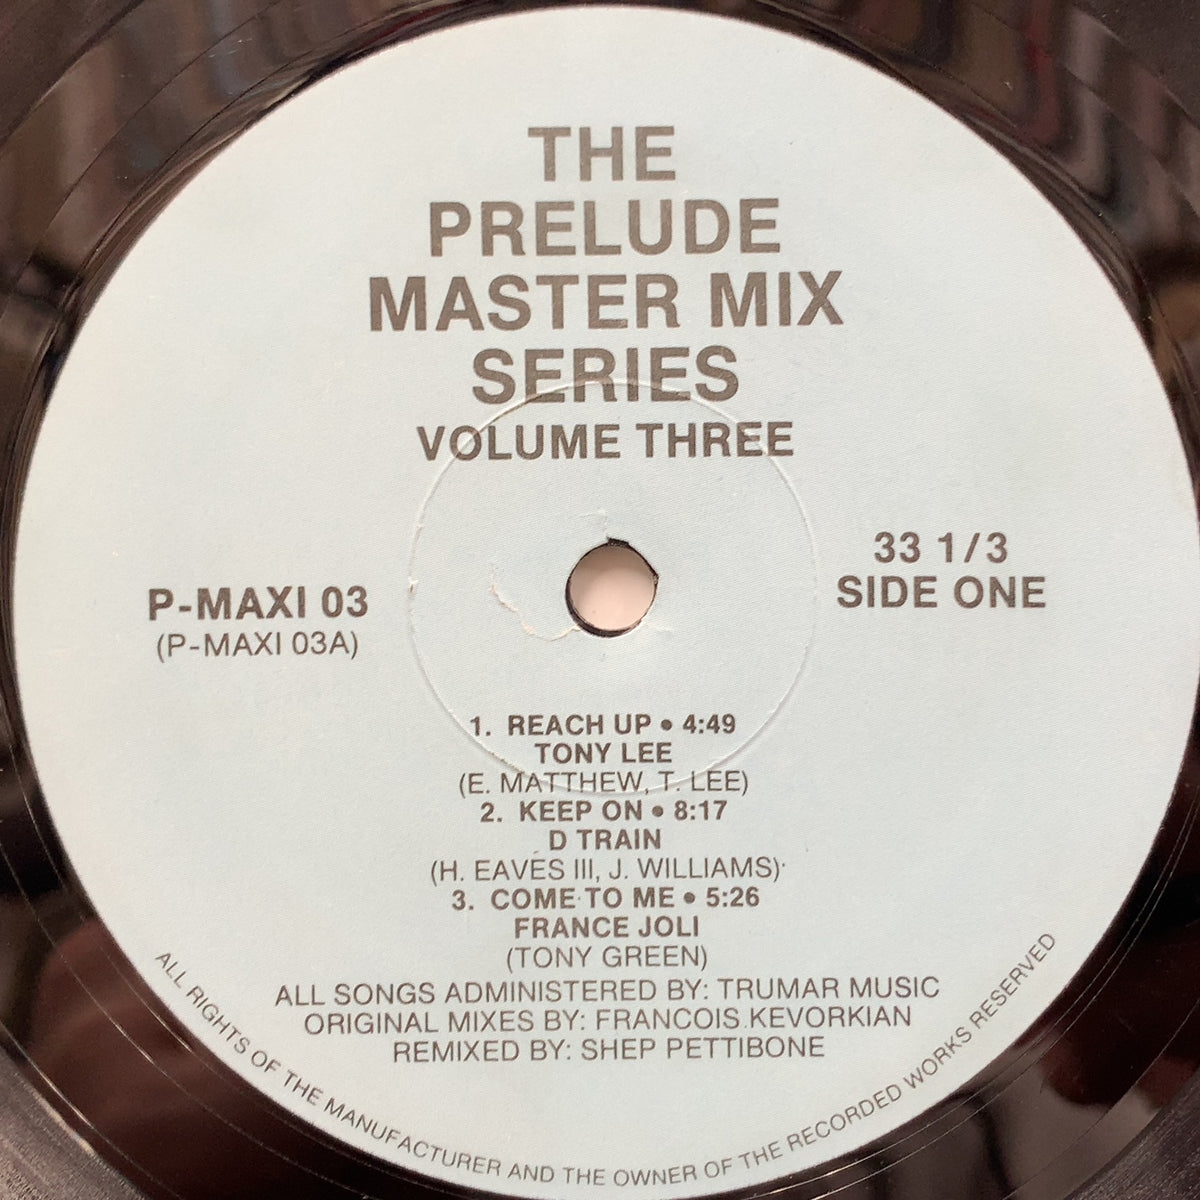 THE
PRELUDE
MASTER MIX
SERIES
VOLUME THREE
33 1/3
SIDE ONE
P-MAXI 03
(P-MAXI 03A)
1. REACH UP • 4:49
TONY LEE
(E. MATTHEW, T. LEE)
2. KEEP ON • 8:17
D TRAIN
(H. EAVES III, J. WILLIAMS)
3. COME TO ME • 5:26
FRANCE JOLI
(TONY GREEN)
ALL SONGS ADMINISTERED BY: TRUMAR MUSIC
ORIGINAL MIXES BY: FRANCOIS KEVORKIAN
REMIXED BY: SHEP PETTIBONE
ALL RIGHTS OF THE MANUFACTURER AND THE OWNER OF THE RECORDED WORKS RESERVED